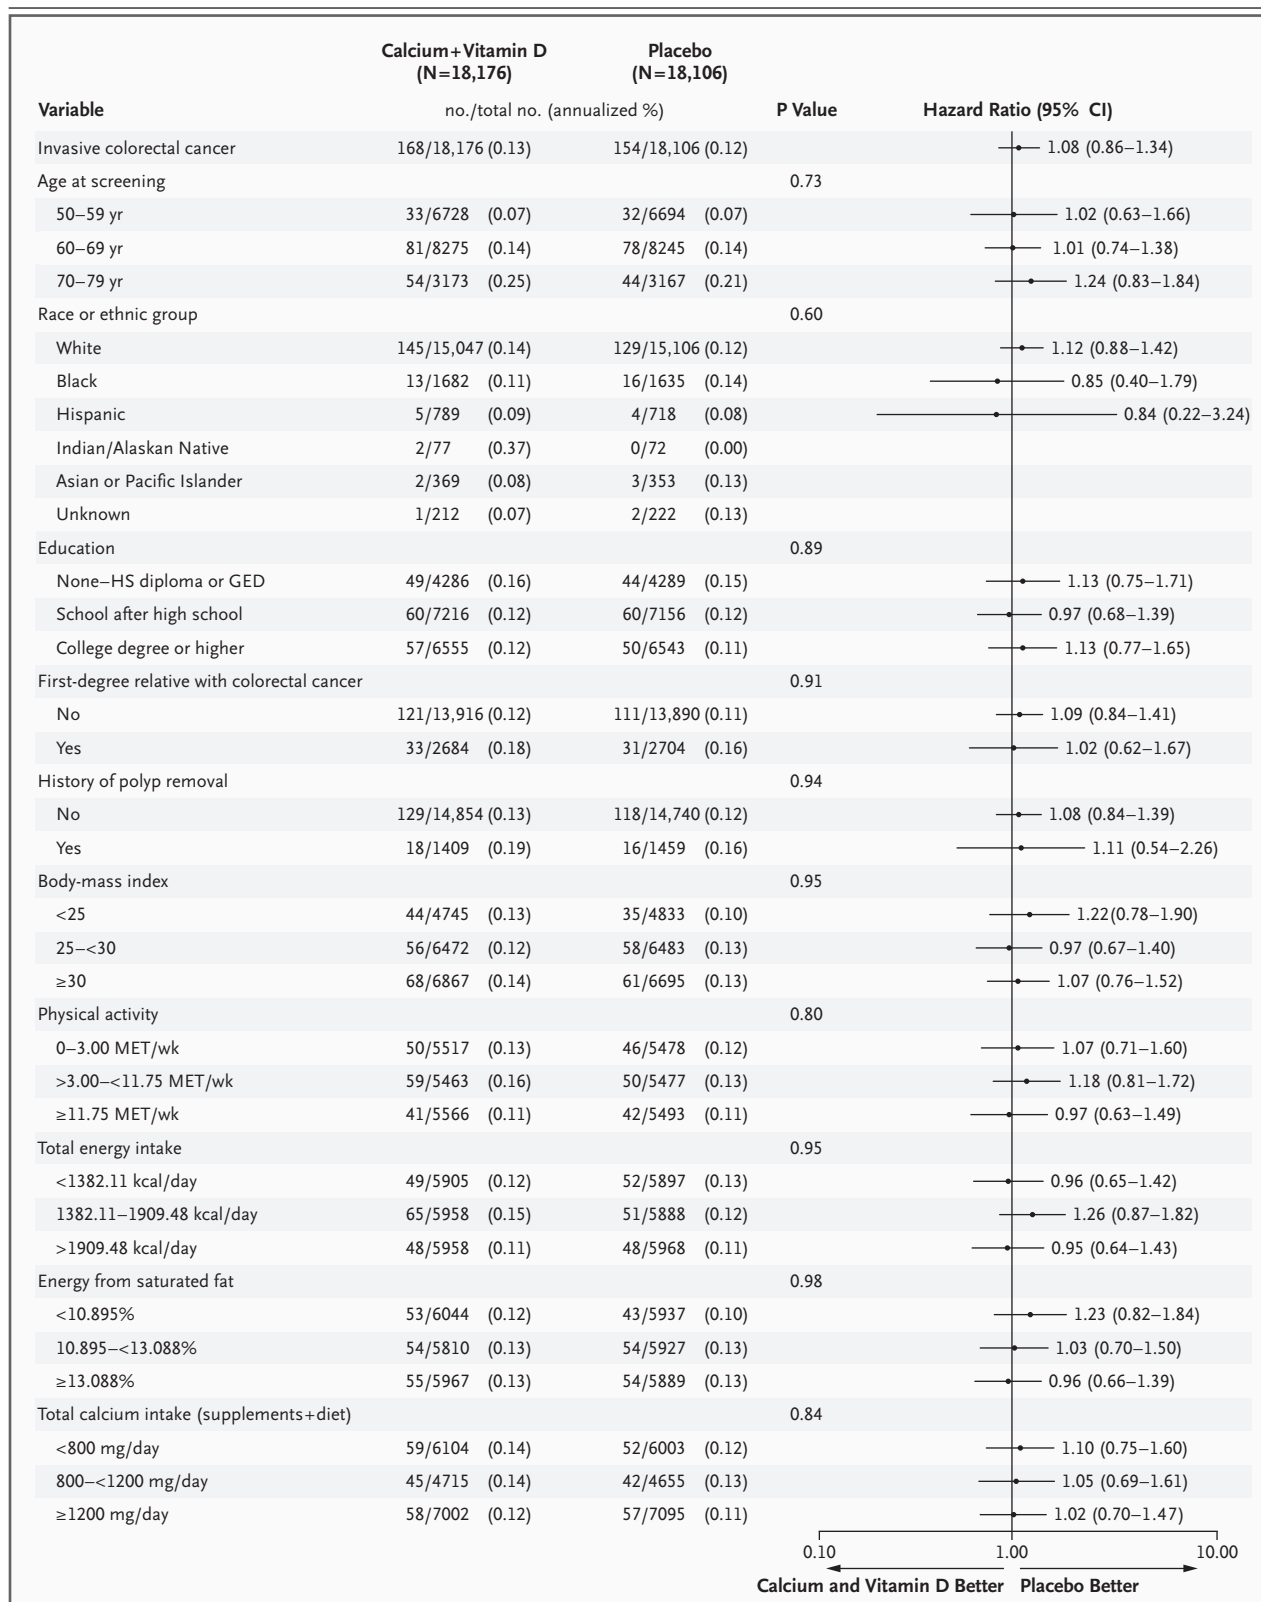 Calcium+Vitamin D Placebo
(N=18,176) (N=18,106)
Variable no./total no. (annualized %) P Value Hazard Ratio (95% CI)
Invasive colorectal cancer 168/18,176 (0.13) 154/18,106 (0.12) 1.08 (0.86–1.34)
Age at screening 0.73
50–59 yr 33/6728 (0.07) 32/6694 (0.07) 1.02 (0.63–1.66)
60–69 yr 81/8275 (0.14) 78/8245 (0.14) 1.01 (0.74–1.38)
70–79 yr 54/3173 (0.25) 44/3167 (0.21) 1.24 (0.83–1.84)
Race or ethnic group 0.60
White 145/15,047 (0.14) 129/15,106 (0.12) 1.12 (0.88–1.42)
Black 13/1682 (0.11) 16/1635 (0.14) 0.85 (0.40–1.79)
Hispanic 5/789 (0.09) 4/718 (0.08) 0.84 (0.22–3.24)
Indian/Alaskan Native 2/77 (0.37) 0/72 (0.00)
Asian or Pacific Islander 2/369 (0.08) 3/353 (0.13)
Unknown 1/212 (0.07) 2/222 (0.13)
Education 0.89
None–HS diploma or GED 49/4286 (0.16) 44/4289 (0.15) 1.13 (0.75–1.71)
School after high school 60/7216 (0.12) 60/7156 (0.12) 0.97 (0.68–1.39)
College degree or higher 57/6555 (0.12) 50/6543 (0.11) 1.13 (0.77–1.65)
First-degree relative with colorectal cancer 0.91
No 121/13,916 (0.12) 111/13,890 (0.11) 1.09 (0.84–1.41)
Yes 33/2684 (0.18) 31/2704 (0.16) 1.02 (0.62–1.67)
History of polyp removal 0.94
No 129/14,854 (0.13) 118/14,740 (0.12) 1.08 (0.84–1.39)
Yes 18/1409 (0.19) 16/1459 (0.16) 1.11 (0.54–2.26)
Body-mass index 0.95
<25 44/4745 (0.13) 35/4833 (0.10) 1.22(0.78–1.90)
25–<30 56/6472 (0.12) 58/6483 (0.13) 0.97 (0.67–1.40)
≥30 68/6867 (0.14) 61/6695 (0.13) 1.07 (0.76–1.52)
Physical activity 0.80
0–3.00 MET/wk 50/5517 (0.13) 46/5478 (0.12) 1.07 (0.71–1.60)
>3.00–<11.75 MET/wk 59/5463 (0.16) 50/5477 (0.13) 1.18 (0.81–1.72)
≥11.75 MET/wk 41/5566 (0.11) 42/5493 (0.11) 0.97 (0.63–1.49)
Total energy intake 0.95
<1382.11 kcal/day 49/5905 (0.12) 52/5897 (0.13) 0.96 (0.65–1.42)
1382.11–1909.48 kcal/day 65/5958 (0.15) 51/5888 (0.12) 1.26 (0.87–1.82)
>1909.48 kcal/day 48/5958 (0.11) 48/5968 (0.11) 0.95 (0.64–1.43)
Energy from saturated fat 0.98
<10.895% 53/6044 (0.12) 43/5937 (0.10) 1.23 (0.82–1.84)
10.895–<13.088% 54/5810 (0.13) 54/5927 (0.13) 1.03 (0.70–1.50)
≥13.088% 55/5967 (0.13) 54/5889 (0.13) 0.96 (0.66–1.39)
Total calcium intake (supplements+diet) 0.84
<800 mg/day 59/6104 (0.14) 52/6003 (0.12) 1.10 (0.75–1.60)
800–<1200 mg/day 45/4715 (0.14) 42/4655 (0.13) 1.05 (0.69–1.61)
≥1200 mg/day 58/7002 (0.12) 57/7095 (0.11) 1.02 (0.70–1.47)
0.10 1.00 10.00
Calcium and Vitamin D Better Placebo Better